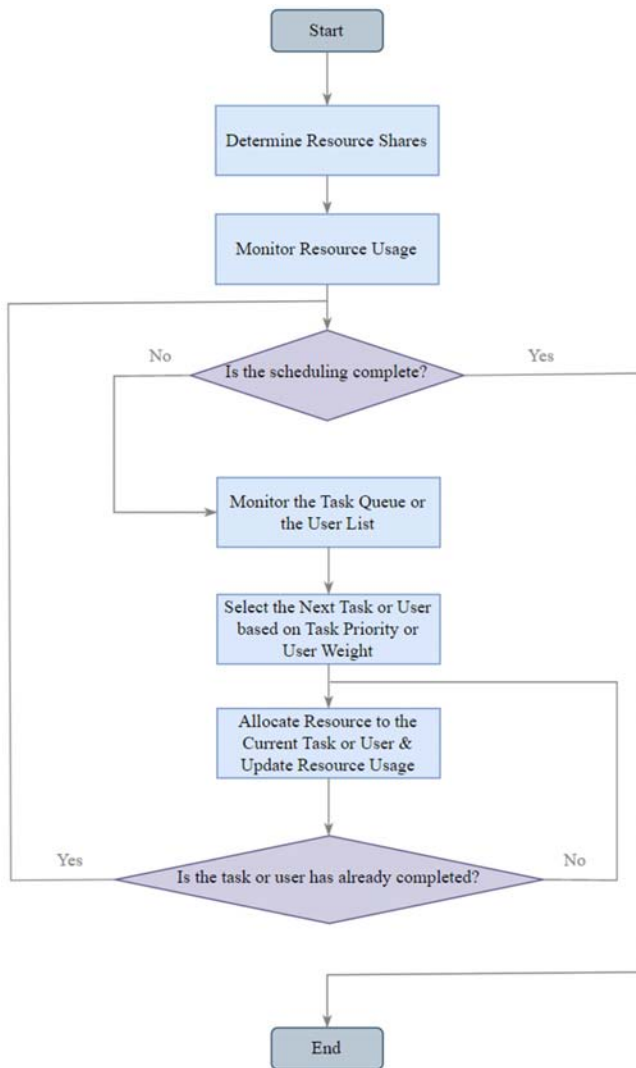 Start
Determine Resource Shares
Monitor Resource Usage
No
Yes
Is the scheduling complete?
Monitor the Task Queue or
the User List
Select the Next Task or User
based on Task Priority or
User Weight
Allocate Resource to the
Current Task or User &
Update Resource Usage
Yes
No
Is the task or user has already completed?
End